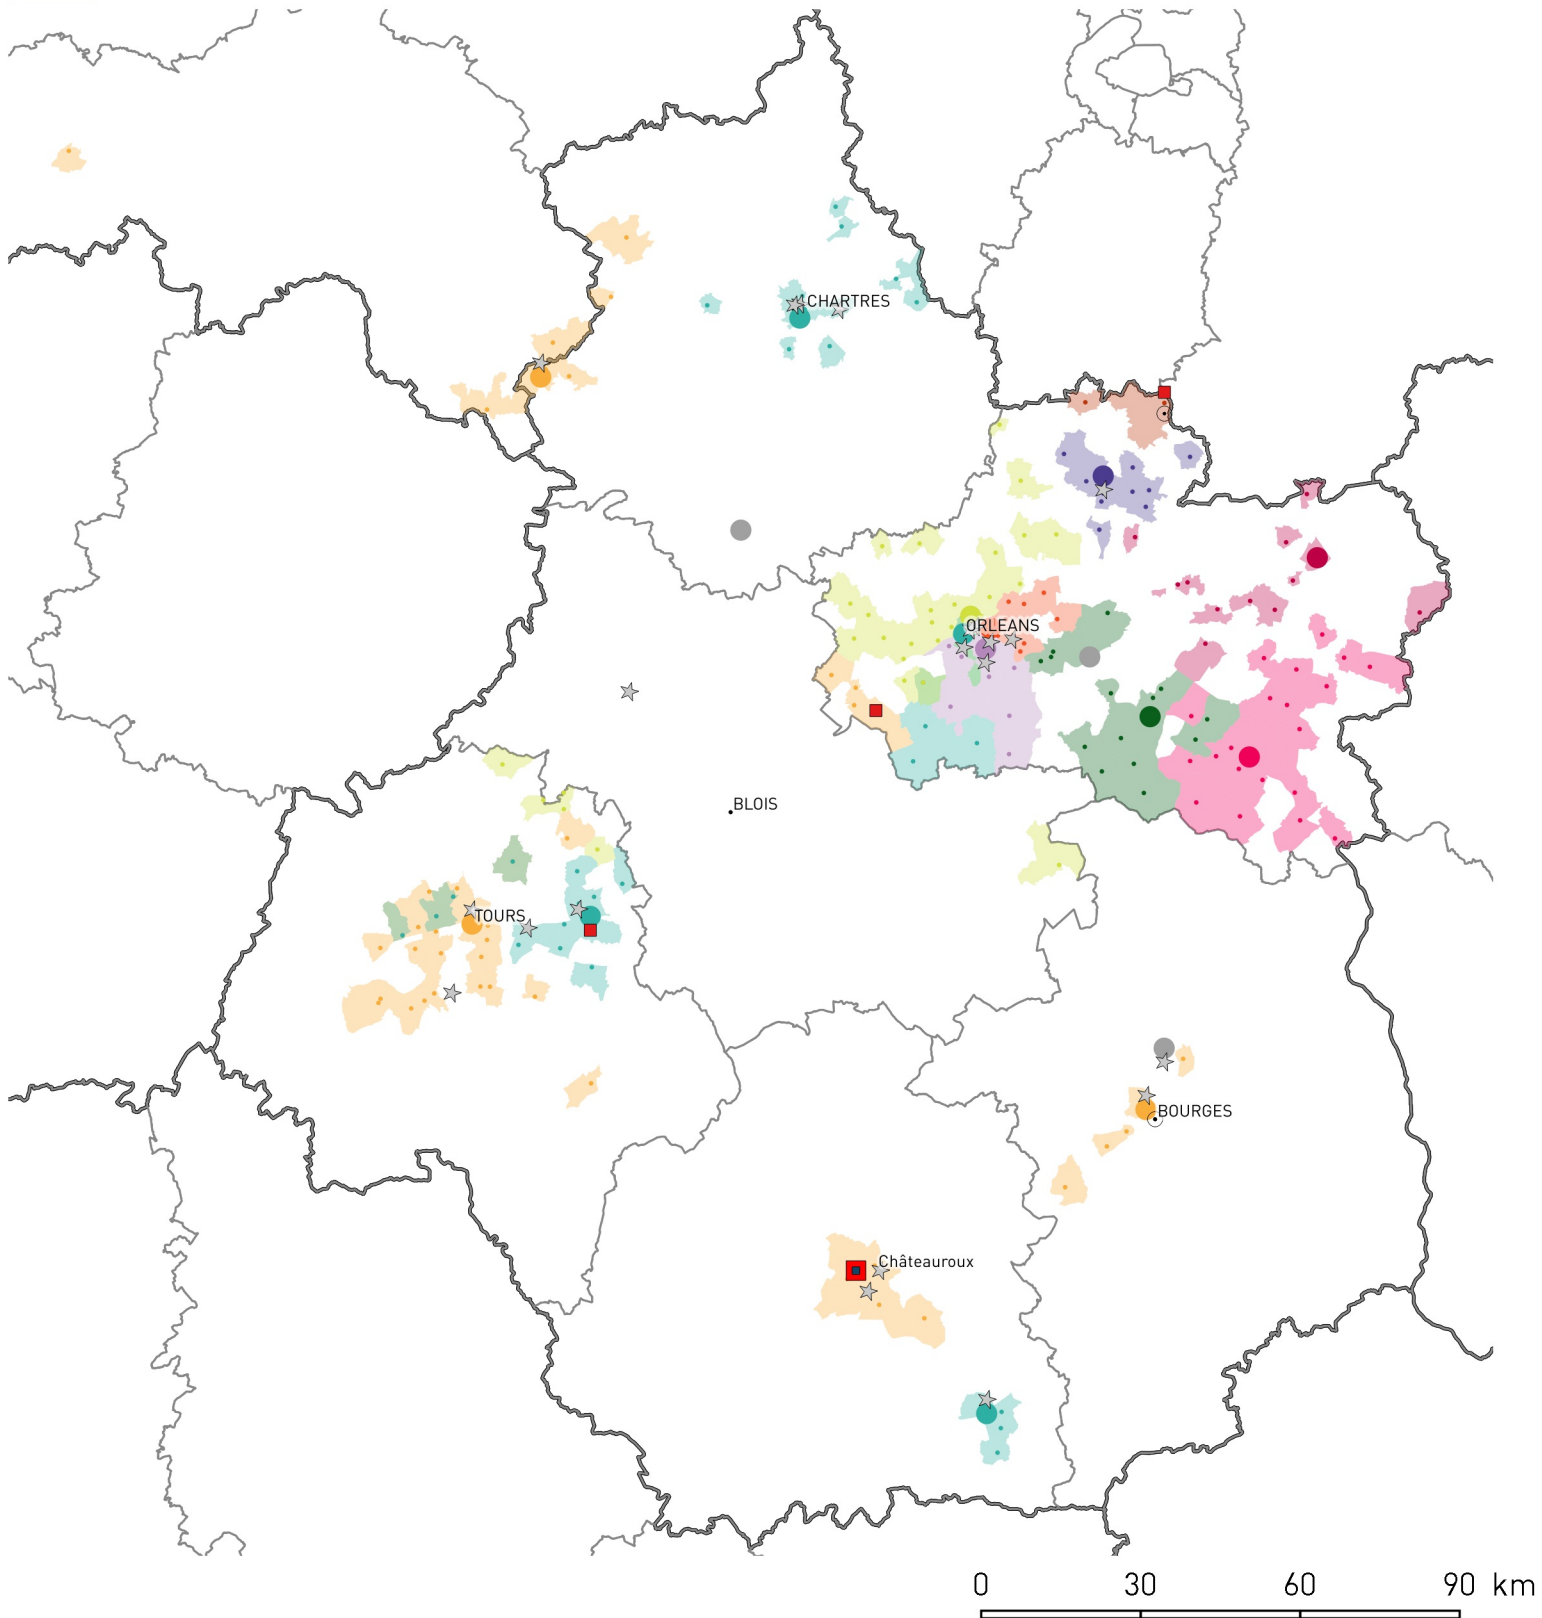 CHARTRES
ORLEANS
BLOIS
TOURS
BOURGES
Châteauroux
0 30 60 90 km